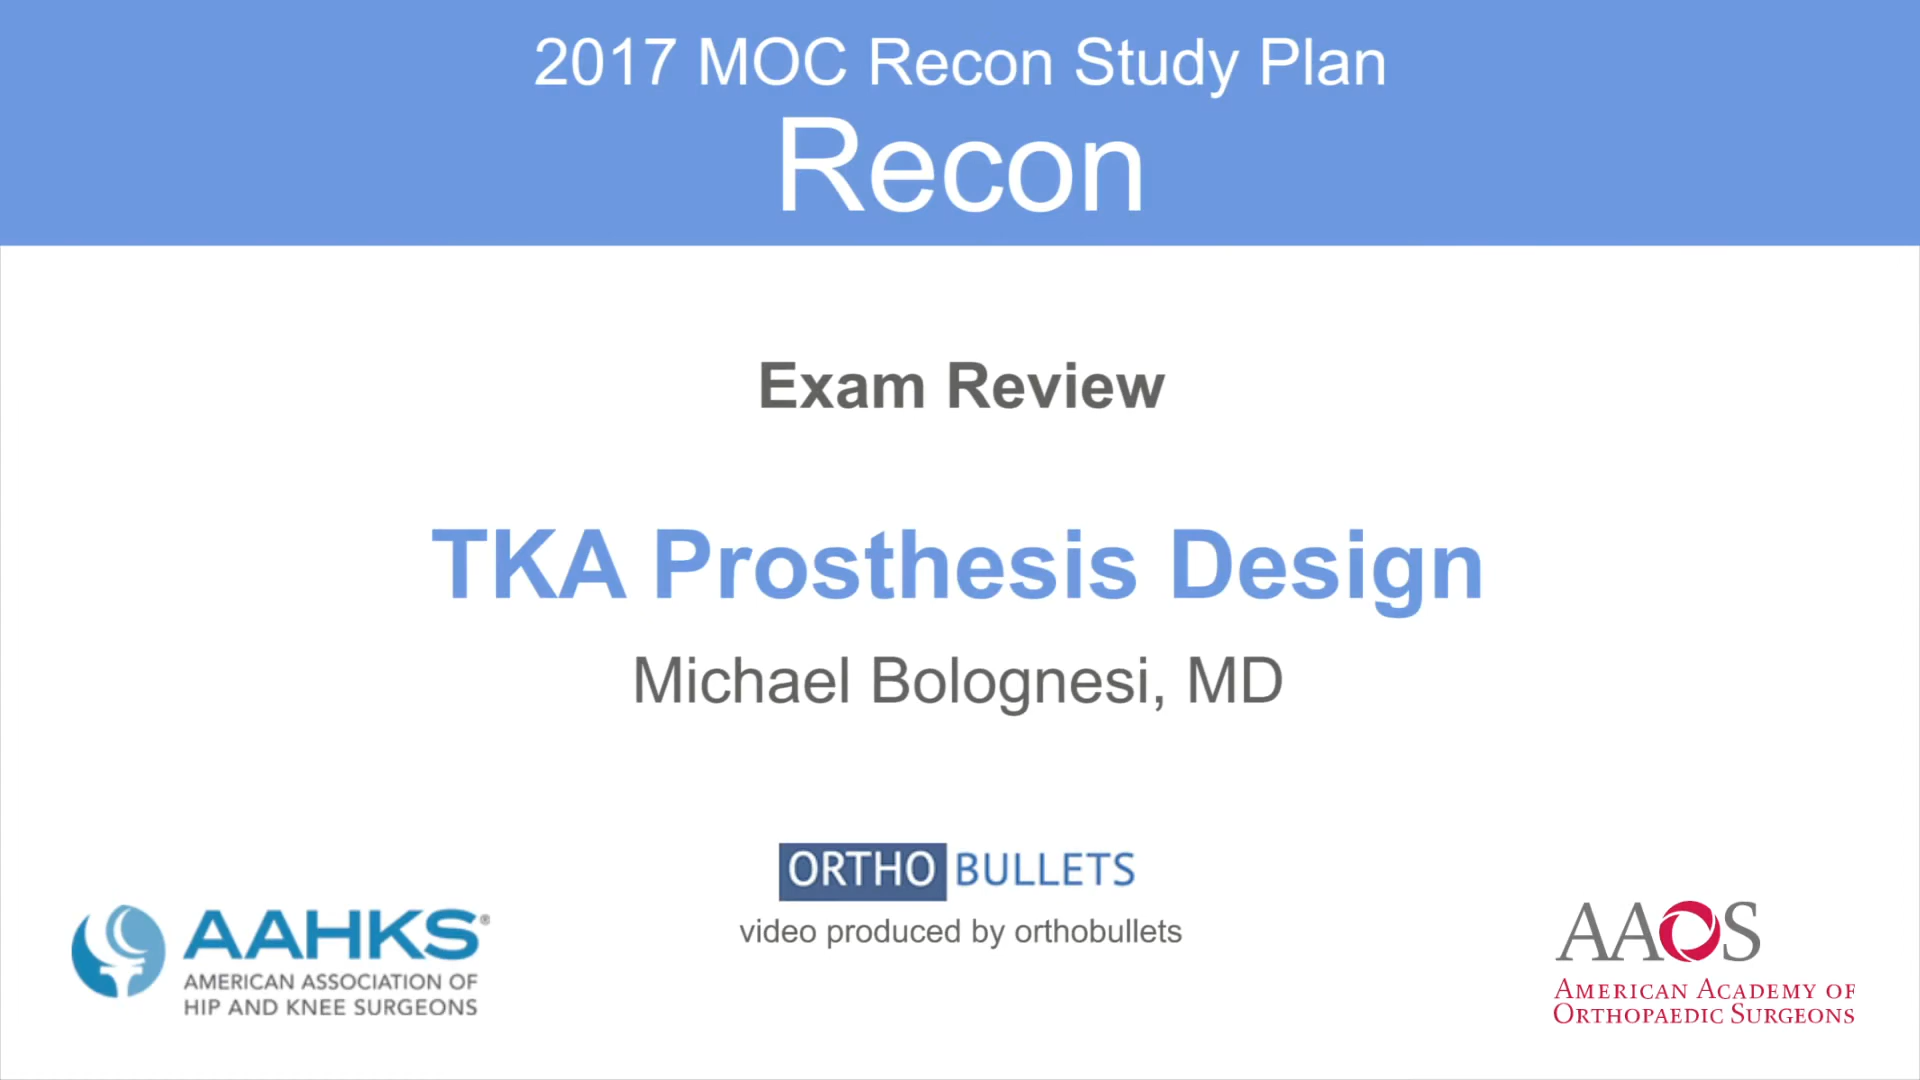 2017 MOC Recon Study Plan
Recon
Exam Review
TKA Prosthesis Design
Michael Bolognesi, MD
ORTHO BULLETS
video produced by orthobullets
AAHKS®
AMERICAN ASSOCIATION OF
HIP AND KNEE SURGEONS
AAOS
AMERICAN ACADEMY OF
ORTHOPAEDIC SURGEONS